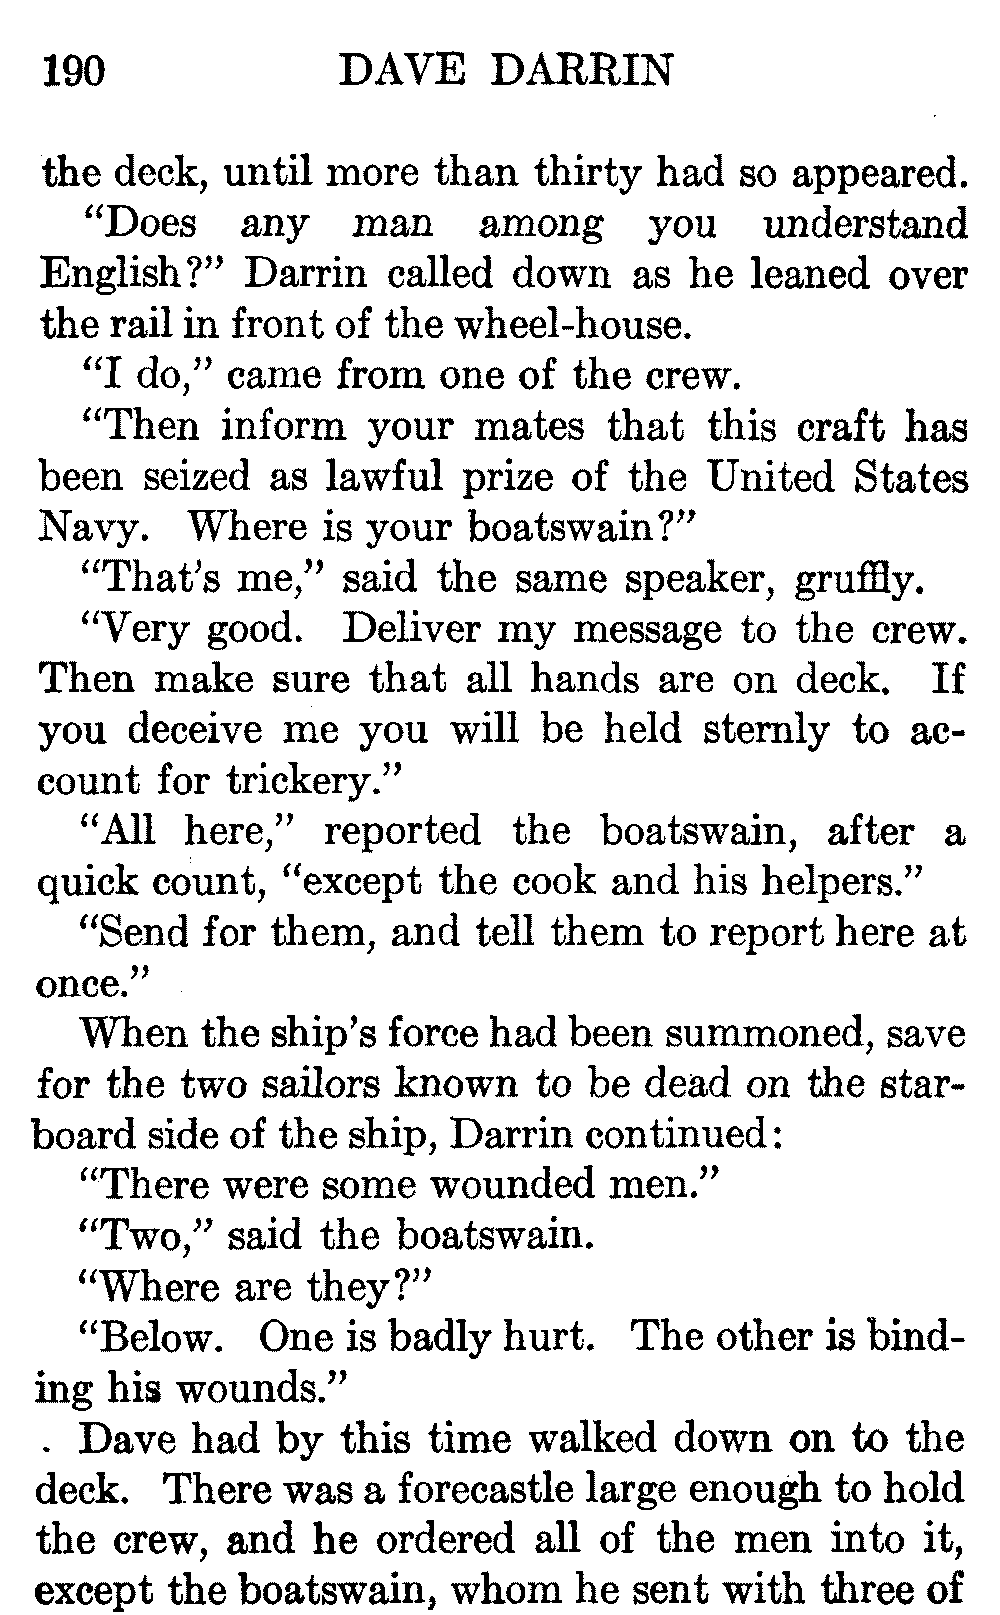 190 DAVE DARRIN
the deck, until more than thirty had so appeared.
“Does any man among you understand
English?” Darrin called down as he leaned over
the rail in front of the wheel-house.
“I do,” came from one of the crew.
“Then inform your mates that this craft has
been seized as lawful prize of the United States
Navy. Where is your boatswain?”
“That’s me,” said the same speaker, gruffly.
“Very good. Deliver my message to the crew.
Then make sure that all hands are on deck. If
you deceive me you will be held sternly to ac-
count for trickery.”
“All here,” reported the boatswain, after a
quick count, “except the cook and his helpers.”
“Send for them, and tell them to report here at
once.”
When the ship’s force had been summoned, save
for the two sailors known to be dead on the star-
board side of the ship, Darrin continued:
“There were some wounded men.”
“Two,” said the boatswain.
“Where are they?”
“Below. One is badly hurt. The other is bind-
ing his wounds.”
Dave had by this time walked down on to the
deck. There was a forecastle large enough to hold
the crew, and he ordered all of the men into it,
except the boatswain, whom he sent with three of